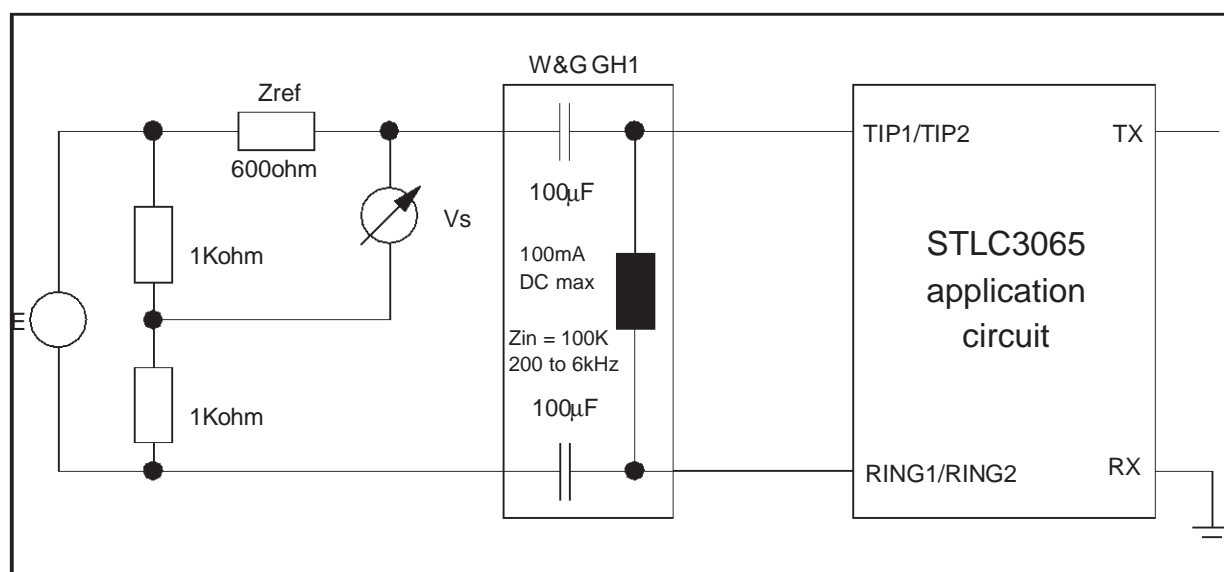 W&G GH1
Zref
600ohm
TIP1/TIP2
TX
100μF
Vs
1Kohm
100mA
DC max
STLC3065
application
circuit
E
Zin = 100K
200 to 6kHz
1Kohm
100μF
RING1/RING2
RX